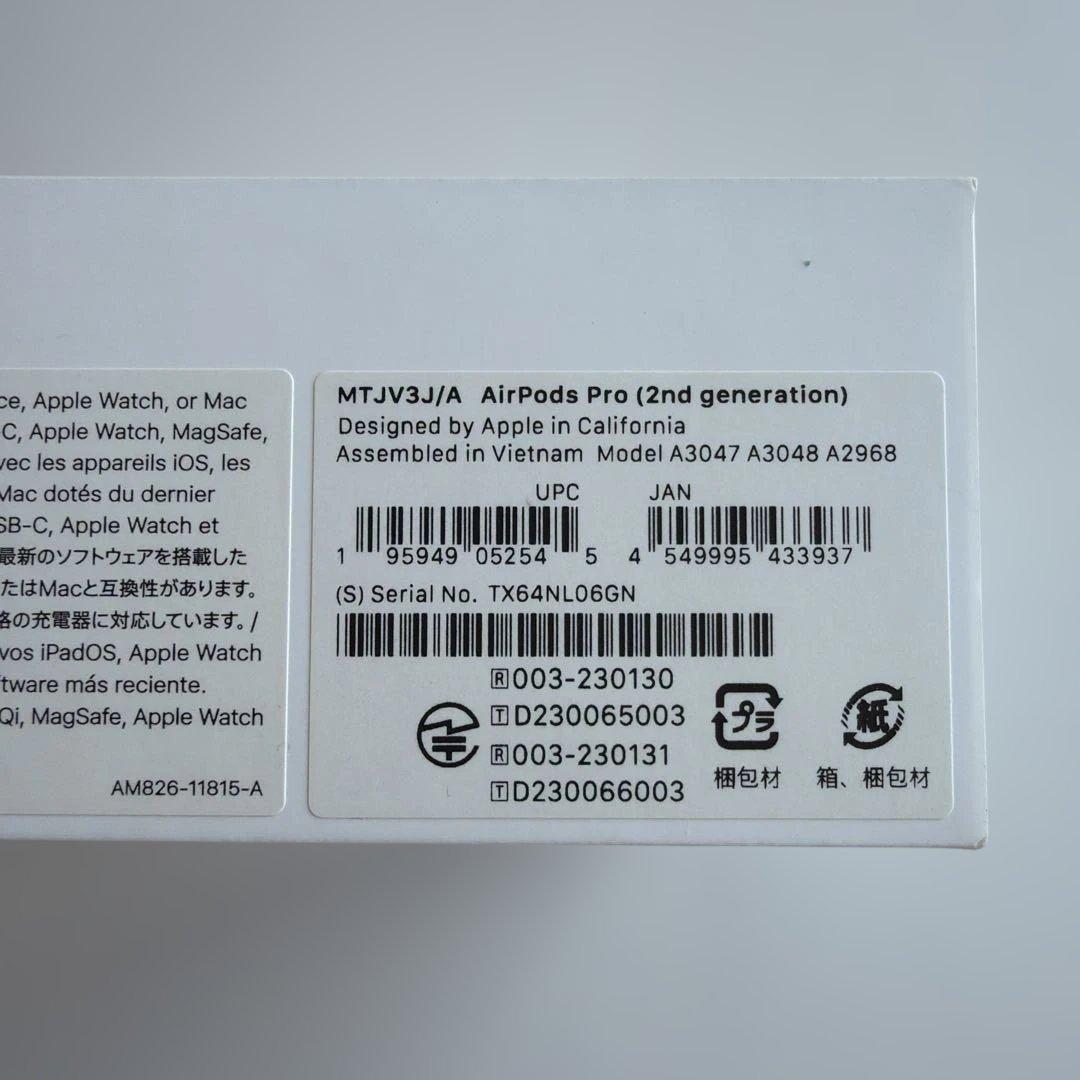 ce, Apple Watch, or Mac
-C, Apple Watch, MagSafe,
vec les appareils iOS, les
Mac dotés du dernier
SB-C, Apple Watch et
最新のソフトウェアを搭載した
たはMacと互換性があります。
格の充電器に対応しています。/
vos iPadOS, Apple Watch
ftware más reciente.
Qi, MagSafe, Apple Watch
AM826-11815-A
MTJV3J/A AirPods Pro (2nd generation)
Designed by Apple in California
Assembled in Vietnam Model A3047 A3048 A2968
UPC JAN
1 95949 05254 5 4 549995 433937
(S) Serial No. TX64NL06GN
R 003-230130
T D230065003
R 003-230131
T D230066003
プラ
梱包材
紙
箱、梱包材